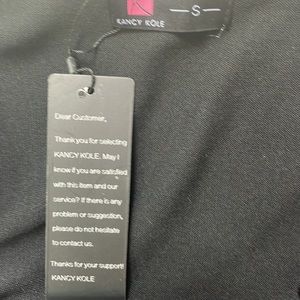 KANCY KOLE
—S—
Dear Customer,
Thank you for selecting
KANCY KOLE. May I
know if you are satisfied
with this item and our
service? If there is any
problem or suggestion,
please do not hesitate
to contact us.
Thanks for your support!
KANCY KOLE